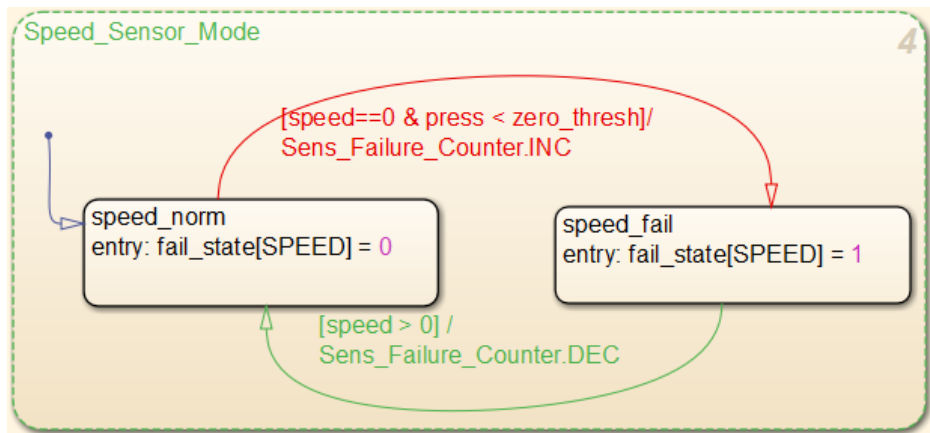 Speed_Sensor_Mode
4
[speed==0 & press < zero_thresh]/
Sens_Failure_Counter.INC
speed_norm
entry: fail_state[SPEED] = 0
speed_fail
entry: fail_state[SPEED] = 1
[speed > 0] /
Sens_Failure_Counter.DEC